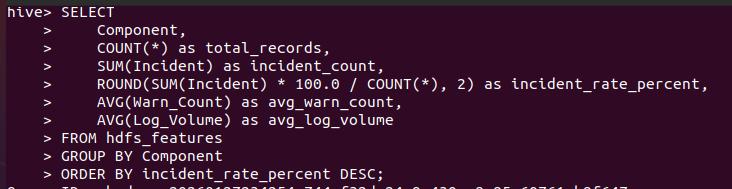 hive> SELECT
    >     Component,
    >     COUNT(*) as total_records,
    >     SUM(Incident) as incident_count,
    >     ROUND(SUM(Incident) * 100.0 / COUNT(*), 2) as incident_rate_percent,
    >     AVG(Warn_Count) as avg_warn_count,
    >     AVG(Log_Volume) as avg_log_volume
    > FROM hdfs_features
    > GROUP BY Component
    > ORDER BY incident_rate_percent DESC;